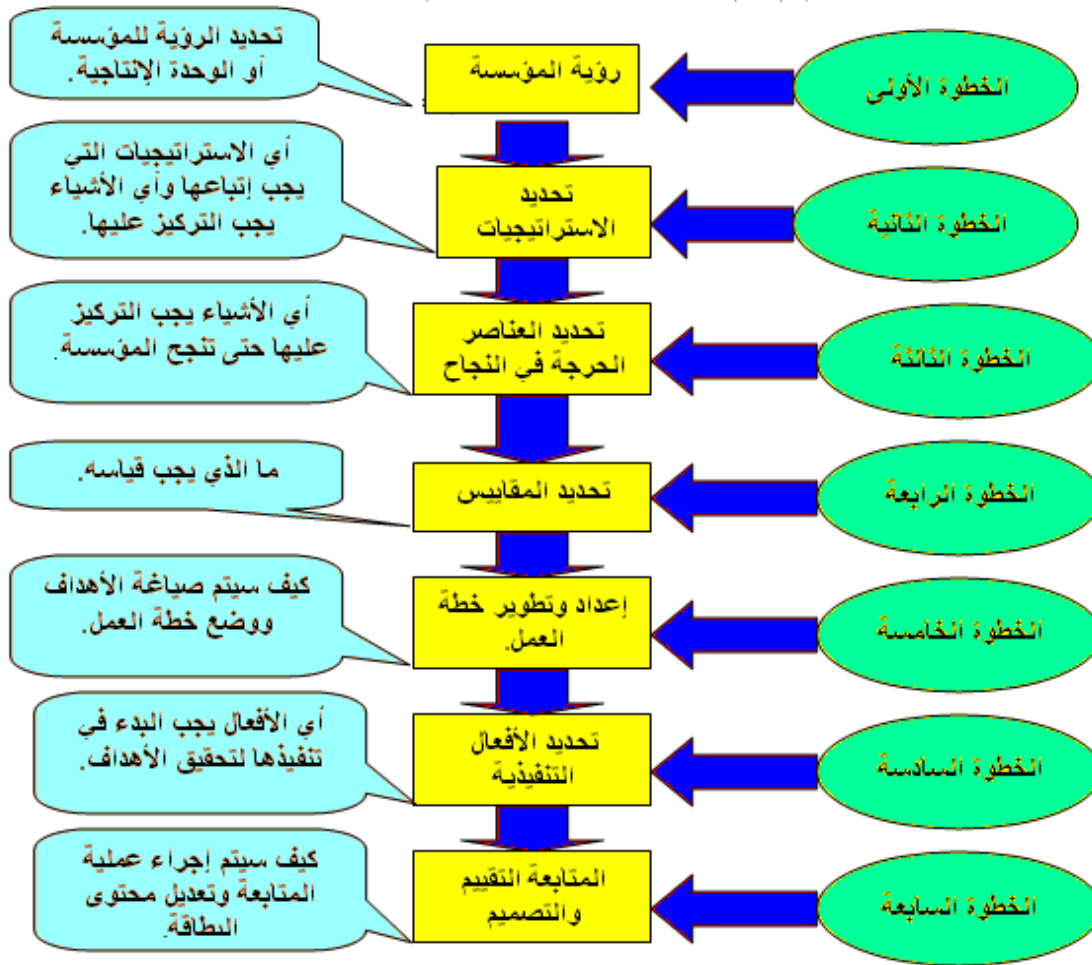 الخطوة الأولى
رؤية المؤسسة
تحديد الرؤية للمؤسسة
أو الوحدة الإنتاجية.
الخطوة الثانية
تحديد
الاستراتيجيات
أي الاستراتيجيات التي
يجب إتباعها وأي الأشياء
يجب التركيز عليها.
الخطوة الثالثة
تحديد العناصر
الحرجة في النجاح
أي الأشياء يجب التركيز
عليها حتى تنجح المؤسسة.
الخطوة الرابعة
تحديد المقاييس
ما الذي يجب قياسه.
الخطوة الخامسة
إعداد وتطوير خطة
العمل.
كيف سيتم صياغة الأهداف
ووضع خطة العمل.
الخطوة السادسة
تحديد الأفعال
التنفيذية
أي الأفعال يجب البدء في
تنفيذها لتحقيق الأهداف.
الخطوة السابعة
المتابعة التقييم
والتصميم
كيف سيتم إجراء عملية
المتابعة وتعديل محتوى
البطاقة.